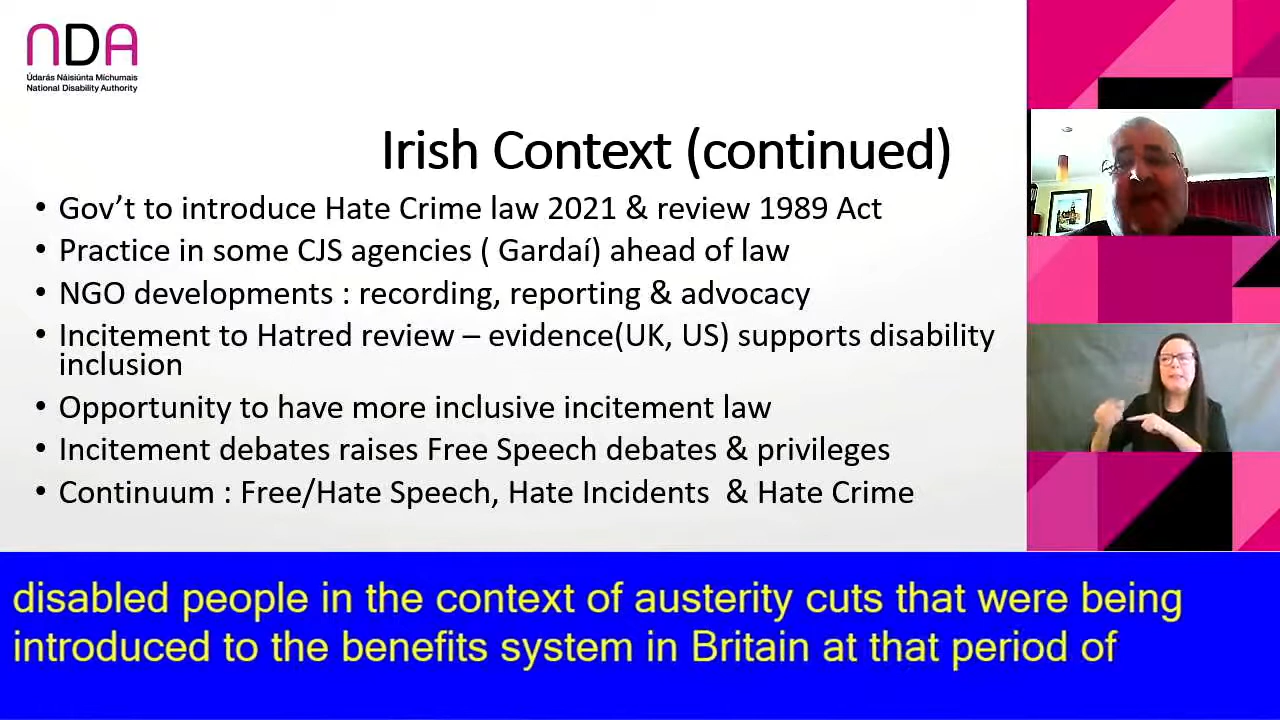 NDA
Údarás Náisiúnta Míchumais
National Disability Authority
Irish Context (continued)
• Gov’t to introduce Hate Crime law 2021 & review 1989 Act
• Practice in some CJS agencies ( Gardaí) ahead of law
• NGO developments : recording, reporting & advocacy
• Incitement to Hatred review – evidence(UK, US) supports disability
inclusion
• Opportunity to have more inclusive incitement law
• Incitement debates raises Free Speech debates & privileges
• Continuum : Free/Hate Speech, Hate Incidents & Hate Crime
disabled people in the context of austerity cuts that were being
introduced to the benefits system in Britain at that period of